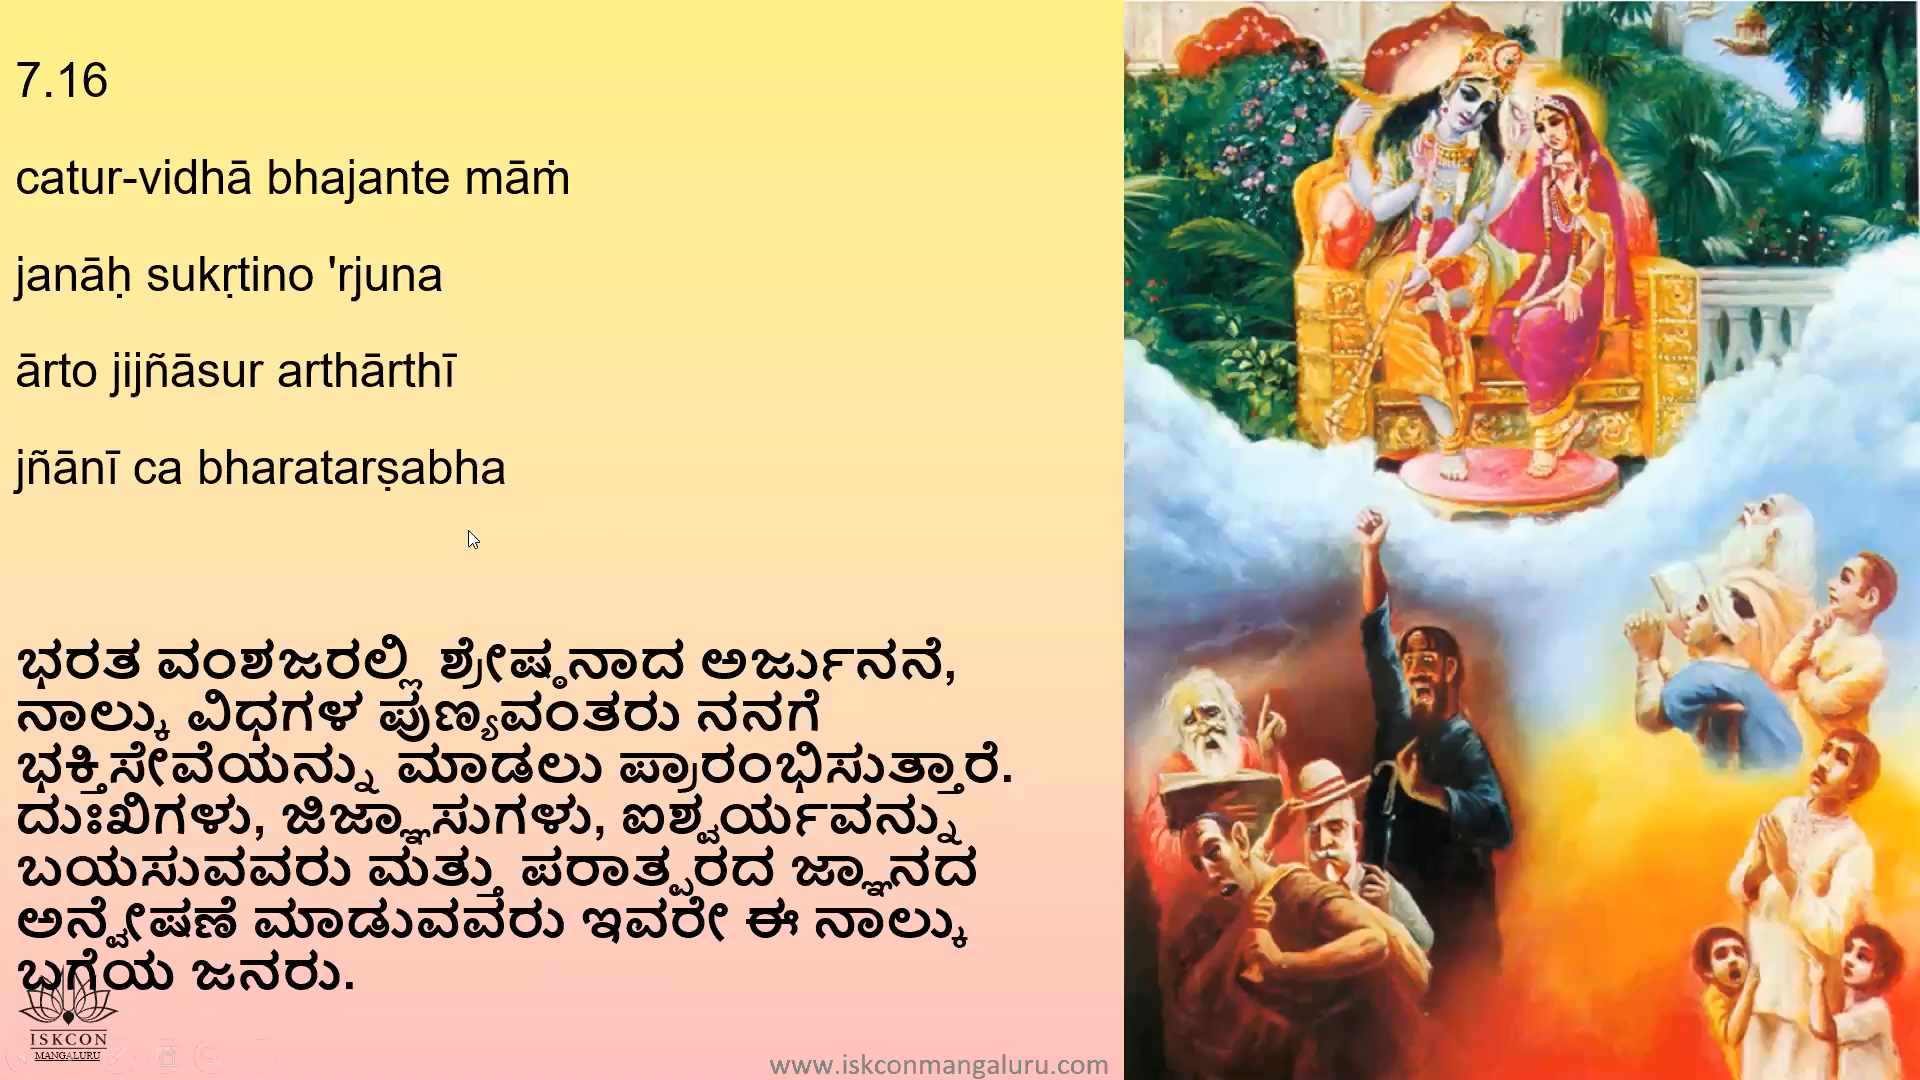 7.16
catur-vidhā bhajante māṁ
janāḥ sukṛtino 'rjuna
ārto jijñāsur arthārthī
jñānī ca bharatarṣabha
ಭರತ ವಂಶಜರಲ್ಲಿ ಶ್ರೇಷ್ಠನಾದ ಅರ್ಜುನನೆ,
ನಾಲ್ಕು ವಿಧಗಳ ಪುಣ್ಯವಂತರು ನನಗೆ
ಭಕ್ತಿಸೇವೆಯನ್ನು ಮಾಡಲು ಪ್ರಾರಂಭಿಸುತ್ತಾರೆ.
ದುಃಖಿಗಳು, ಜಿಜ್ಞಾಸುಗಳು, ಐಶ್ವರ್ಯವನ್ನು
ಬಯಸುವವರು ಮತ್ತು ಪರಾತ್ಪರದ ಜ್ಞಾನದ
ಅನ್ವೇಷಣೆ ಮಾಡುವವರು ಇವರೇ ಈ ನಾಲ್ಕು
ಬಗೆಯ ಜನರು.
ISKCON
MANGALURU
www.iskconmangaluru.com